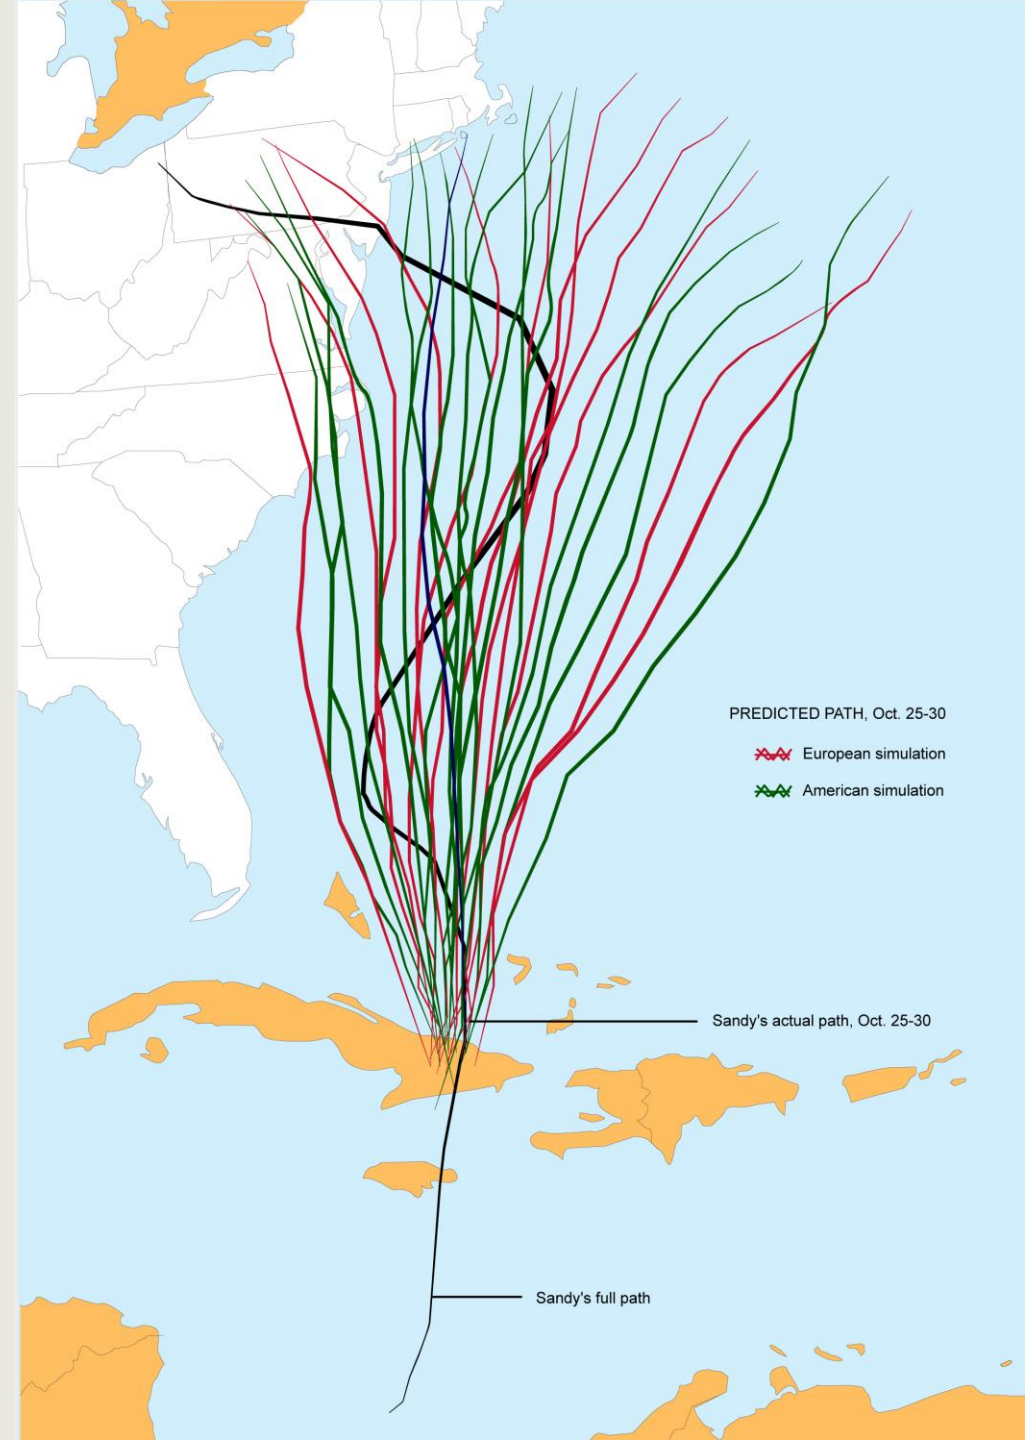 PREDICTED PATH, Oct. 25-30
European simulation
American simulation
Sandy's actual path, Oct. 25-30
Sandy's full path